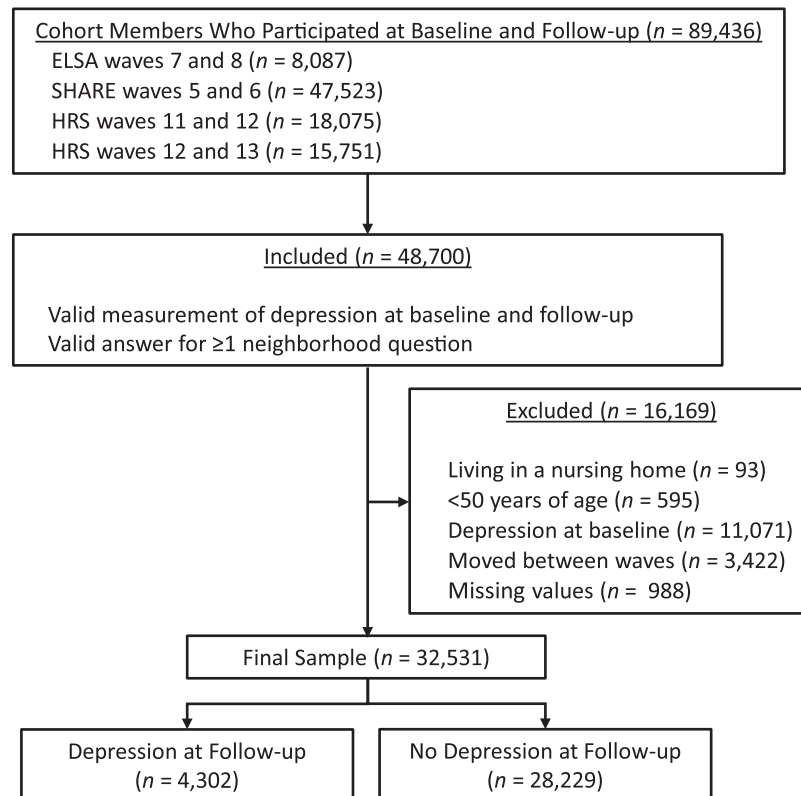 Cohort Members Who Participated at Baseline and Follow-up (n = 89,436)
ELSA waves 7 and 8 (n = 8,087)
SHARE waves 5 and 6 (n = 47,523)
HRS waves 11 and 12 (n = 18,075)
HRS waves 12 and 13 (n = 15,751)
Included (n = 48,700)
Valid measurement of depression at baseline and follow-up
Valid answer for ≥1 neighborhood question
Excluded (n = 16,169)
Living in a nursing home (n = 93)
<50 years of age (n = 595)
Depression at baseline (n = 11,071)
Moved between waves (n = 3,422)
Missing values (n =  988)
Final Sample (n = 32,531)
Depression at Follow-up
(n = 4,302)
No Depression at Follow-up
(n = 28,229)